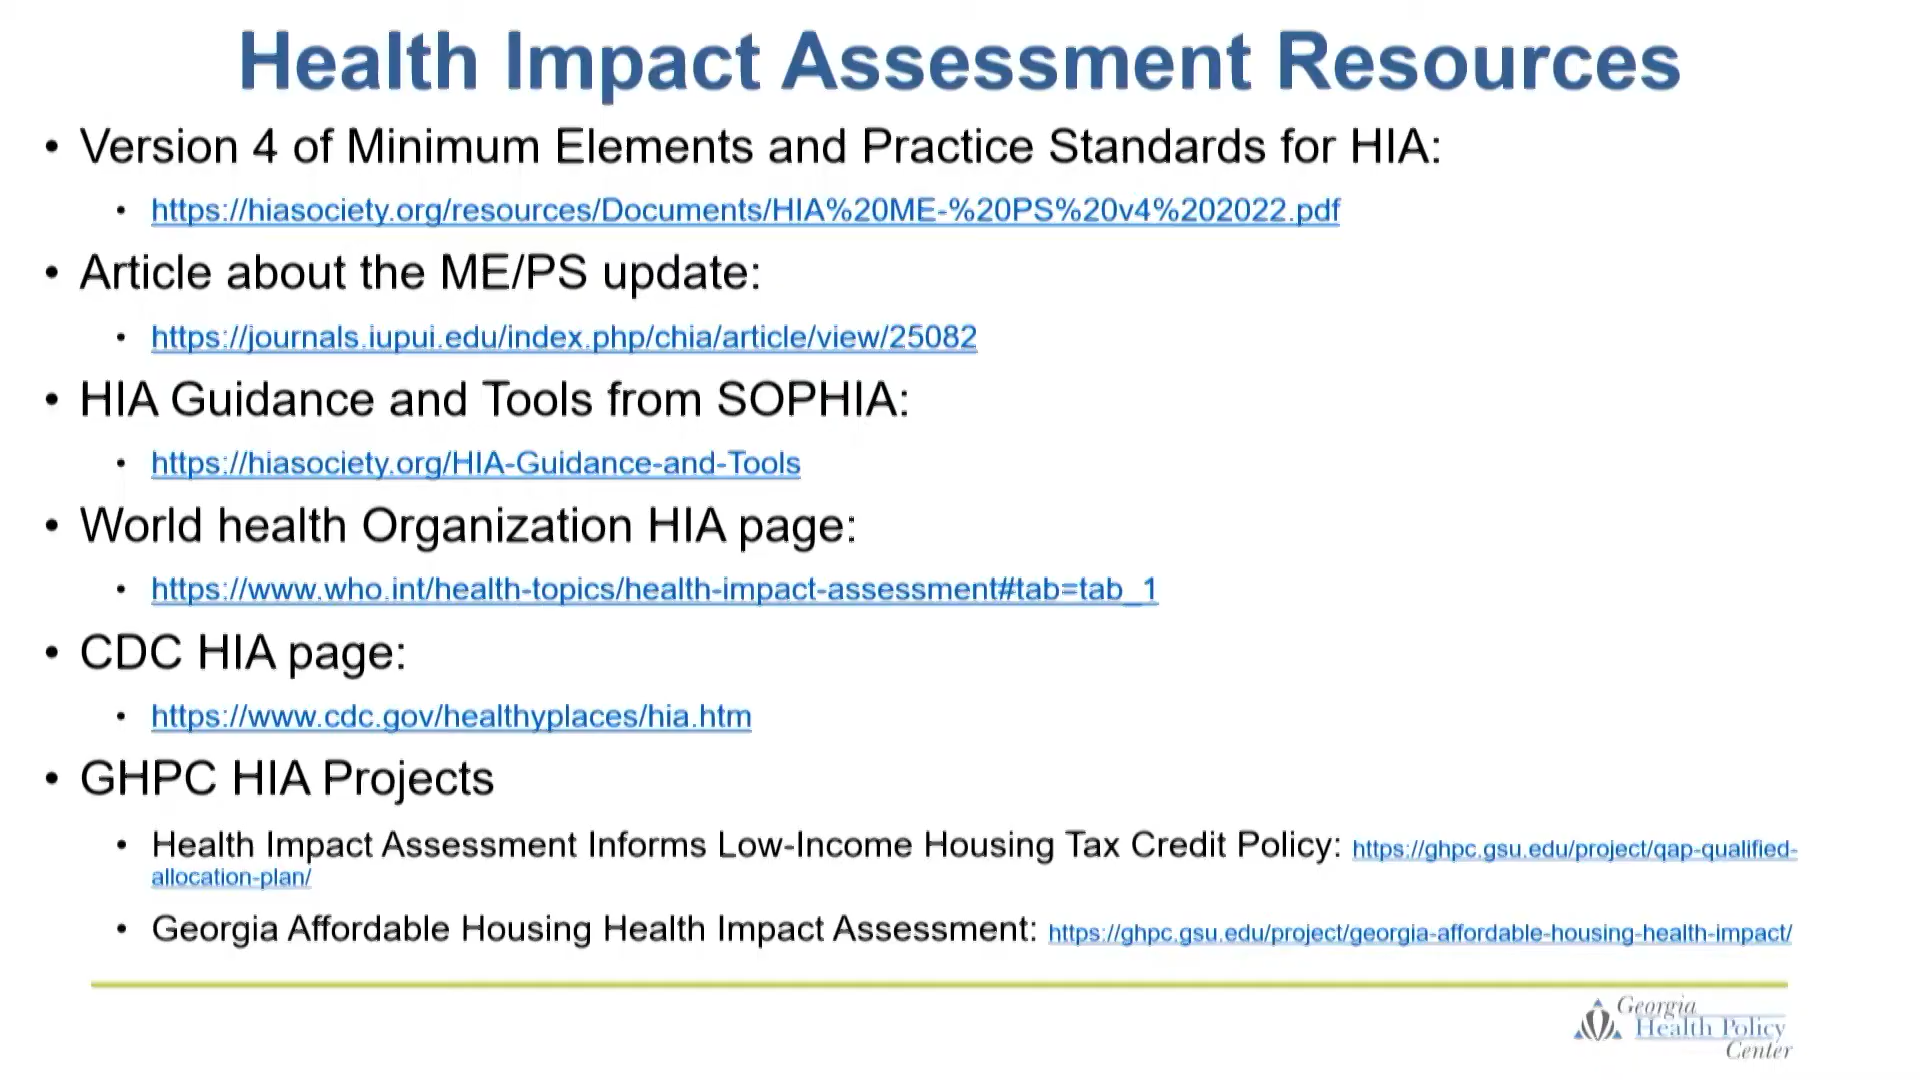 Health Impact Assessment Resources
• Version 4 of Minimum Elements and Practice Standards for HIA:
• https://hiasociety.org/resources/Documents/HIA%20ME-%20PS%20v4%202022.pdf
• Article about the ME/PS update:
• https://journals.iupui.edu/index.php/chia/article/view/25082
• HIA Guidance and Tools from SOPHIA:
• https://hiasociety.org/HIA-Guidance-and-Tools
• World health Organization HIA page:
• https://www.who.int/health-topics/health-impact-assessment#tab=tab_1
• CDC HIA page:
• https://www.cdc.gov/healthyplaces/hia.htm
• GHPC HIA Projects
• Health Impact Assessment Informs Low-Income Housing Tax Credit Policy: https://ghpc.gsu.edu/project/qap-qualified-
allocation-plan/
• Georgia Affordable Housing Health Impact Assessment: https://ghpc.gsu.edu/project/georgia-affordable-housing-health-impact/
Georgia
Health Policy
Center